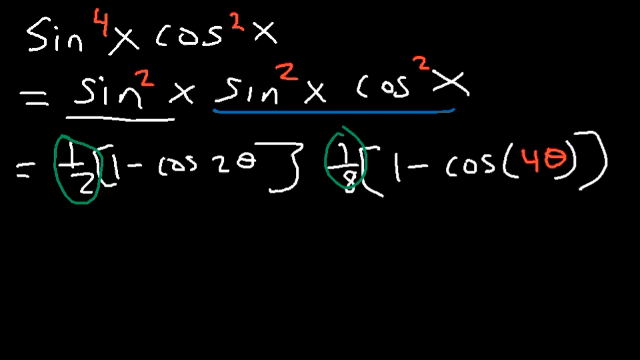 sin⁴x cos²x
= sin²x sin²x cos²x
= 1/2[1 - cos 2θ] 1/8[1 - cos(4θ)]